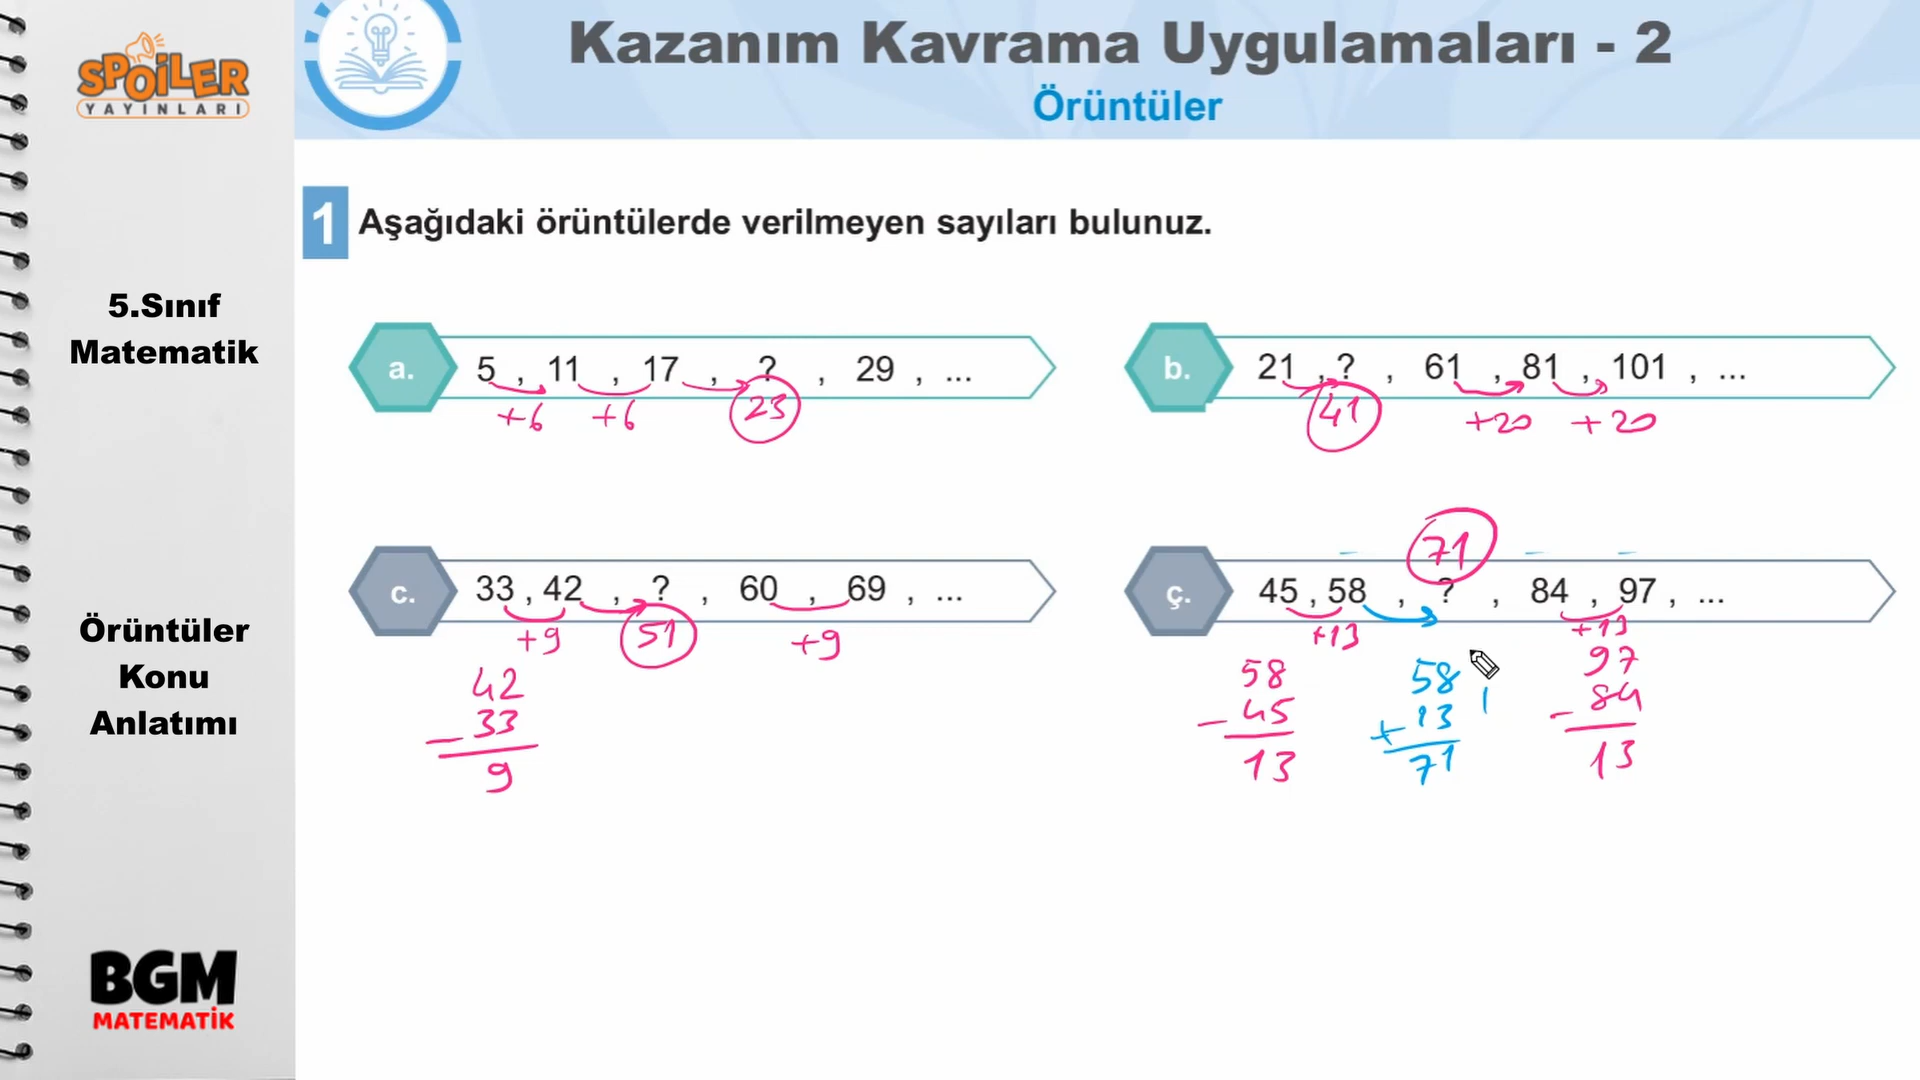 SPOiLER
YAYINLARI
5.Sınıf
Matematik
Örüntüler
Konu
Anlatımı
BGM
MATEMATİK
Kazanım Kavrama Uygulamaları - 2
Örüntüler
1 Aşağıdaki örüntülerde verilmeyen sayıları bulunuz.
a. 5 , 11 , 17 , ? , 29 , ...
+6 +6 23
b. 21 , ? , 61 , 81 , 101 , ...
41 +20 +20
c. 33 , 42 , ? , 60 , 69 , ...
+9 51 +9
42
- 33
9
71
ç. 45 , 58 , ? , 84 , 97 , ...
+13 +13
58
- 45
13
58 1
+ 13
71
97
- 84
13